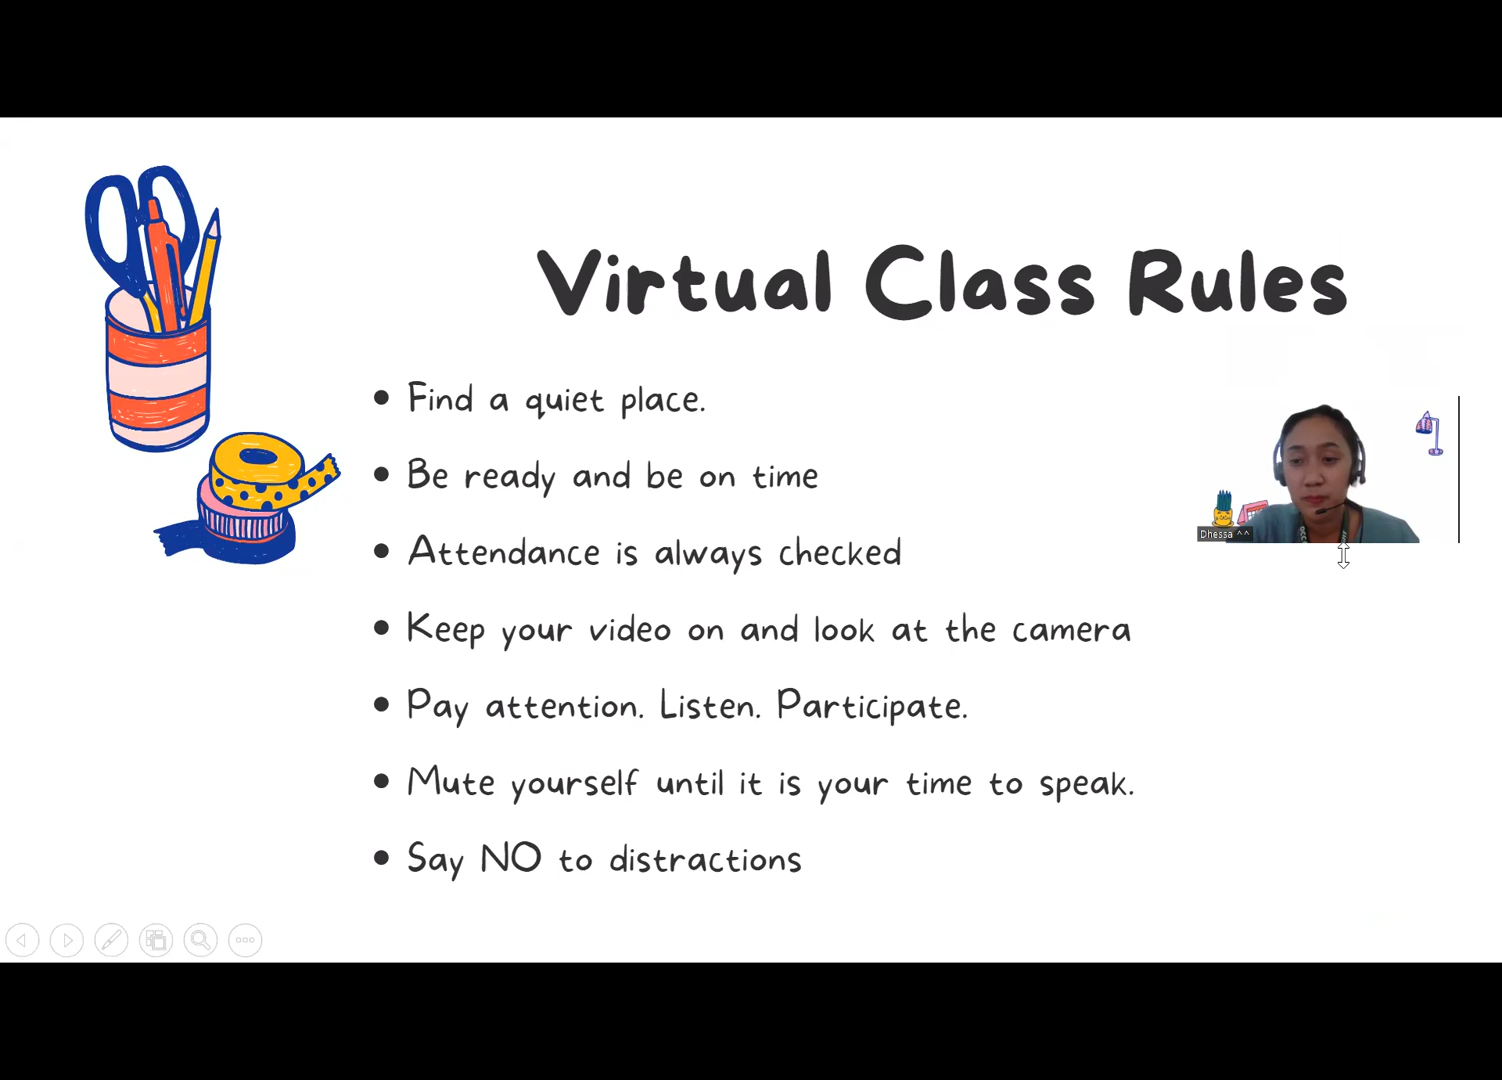 Virtual Class Rules
• Find a quiet place.
• Be ready and be on time
• Attendance is always checked
• Keep your video on and look at the camera
• Pay attention. Listen. Participate.
• Mute yourself until it is your time to speak.
• Say NO to distractions
Dhessa ^^